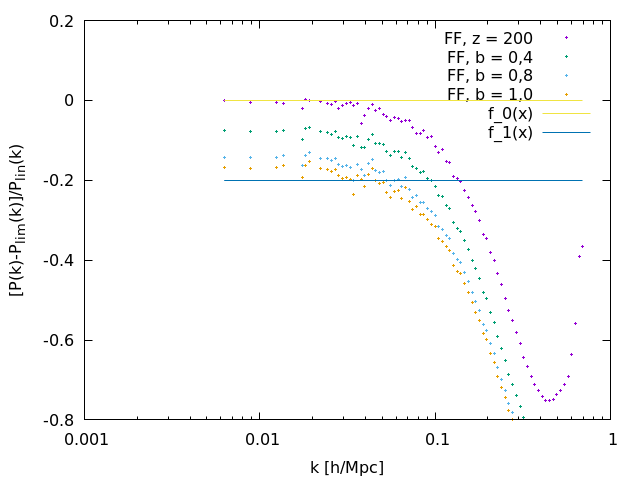 0.2
0
-0.2
-0.4
-0.6
-0.8
[P(k)-P_lim(k)]/P_lin(k)
FF, z = 200
FF, b = 0,4
FF, b = 0,8
FF, b = 1,0
f_0(x)
f_1(x)
0.001
0.01
0.1
1
k [h/Mpc]